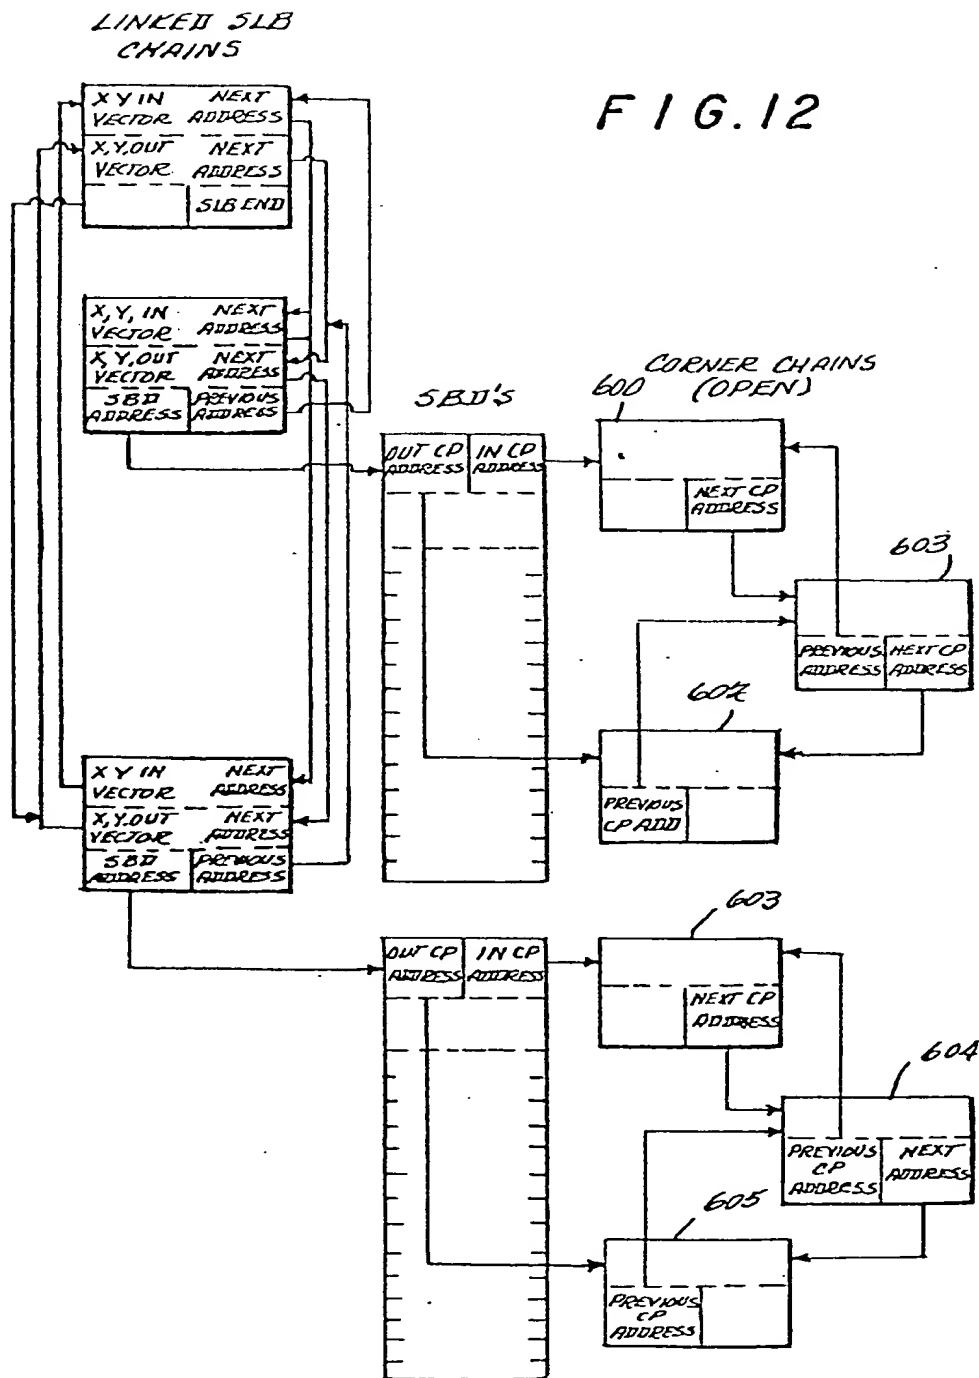 LINKED SLB
CHAINS
FIG. 12
X Y IN NEXT
VECTOR ADDRESS
X, Y, OUT NEXT
VECTOR ADDRESS
SLB END
X, Y, IN NEXT
VECTOR ADDRESS
X, Y, OUT NEXT
VECTOR ADDRESS
SBD PREVIOUS
ADDRESS ADDRESS
SBD'S
CORNER CHAINS
(OPEN)
600
OUT CP IN CP
ADDRESS ADDRESS
NEXT CP
ADDRESS
603
PREVIOUS NEXT CP
ADDRESS ADDRESS
602
PREVIOUS
CP ADD
X Y IN NEXT
VECTOR ADDRESS
X, Y, OUT NEXT
VECTOR ADDRESS
SBD PREVIOUS
ADDRESS ADDRESS
603
OUT CP IN CP
ADDRESS ADDRESS
NEXT CP
ADDRESS
604
PREVIOUS NEXT
CP ADDRESS
ADDRESS
605
PREVIOUS
CP
ADDRESS